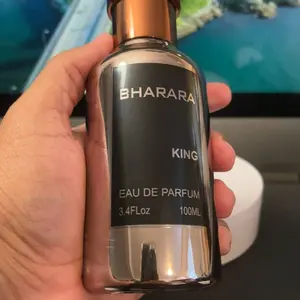 BHARARA
KING
EAU DE PARFUM
3.4FLoz 100ML